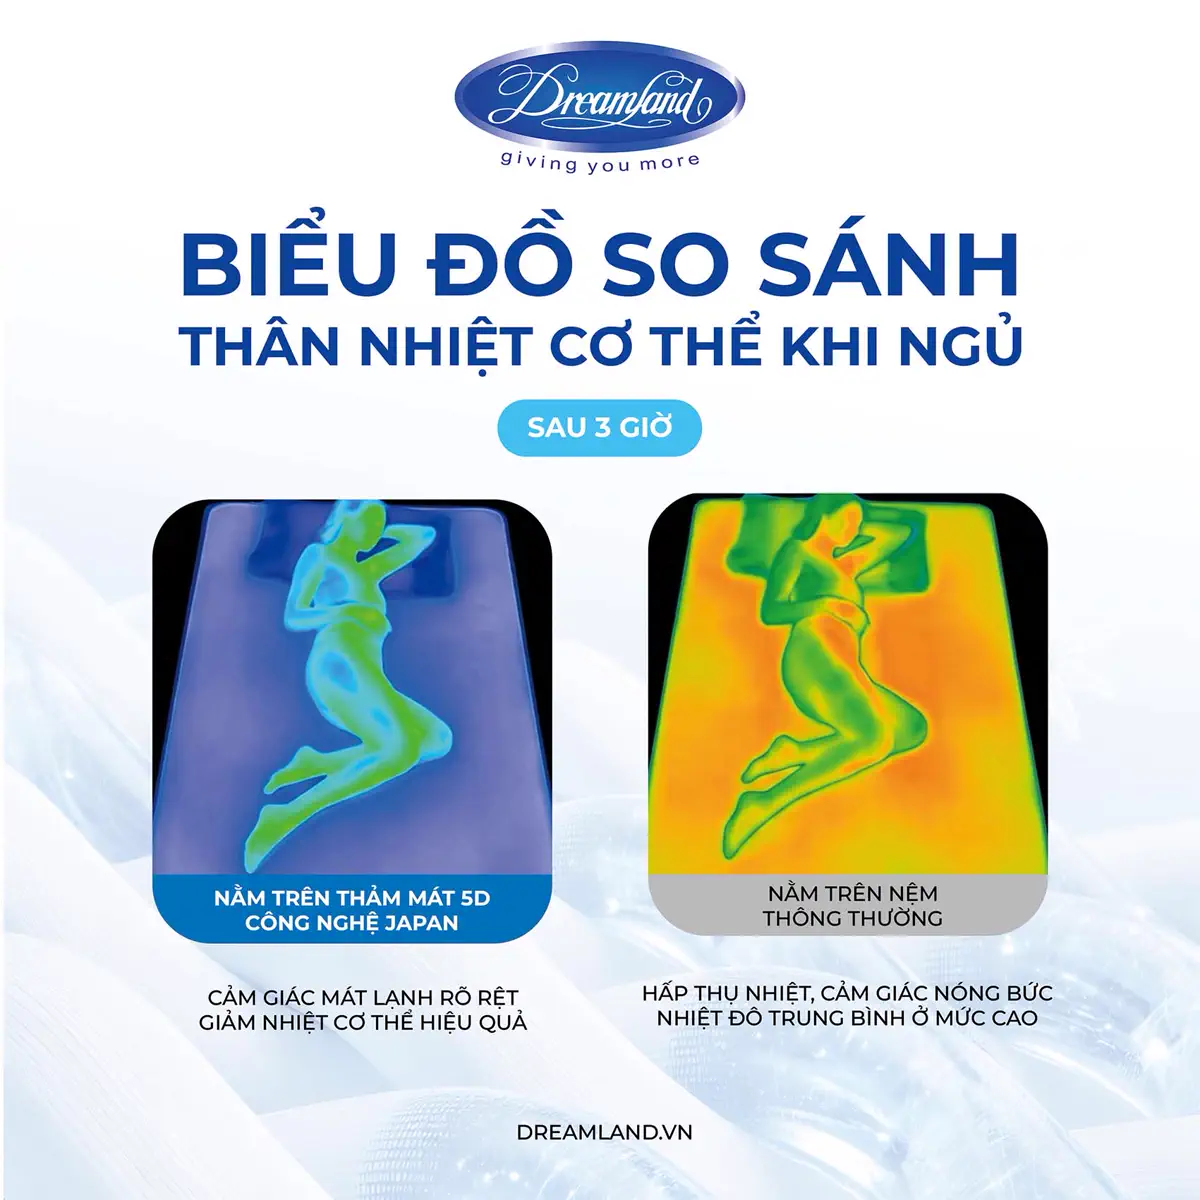 Dreamland
giving you more
BIỂU ĐỒ SO SÁNH
THÂN NHIỆT CƠ THỂ KHI NGỦ
SAU 3 GIỜ
NẰM TRÊN THẢM MÁT 5D
CÔNG NGHỆ JAPAN
CẢM GIÁC MÁT LẠNH RÕ RỆT
GIẢM NHIỆT CƠ THỂ HIỆU QUẢ
NẰM TRÊN NỆM
THÔNG THƯỜNG
HẤP THỤ NHIỆT, CẢM GIÁC NÓNG BỨC
NHIỆT ĐÔ TRUNG BÌNH Ở MỨC CAO
DREAMLAND.VN